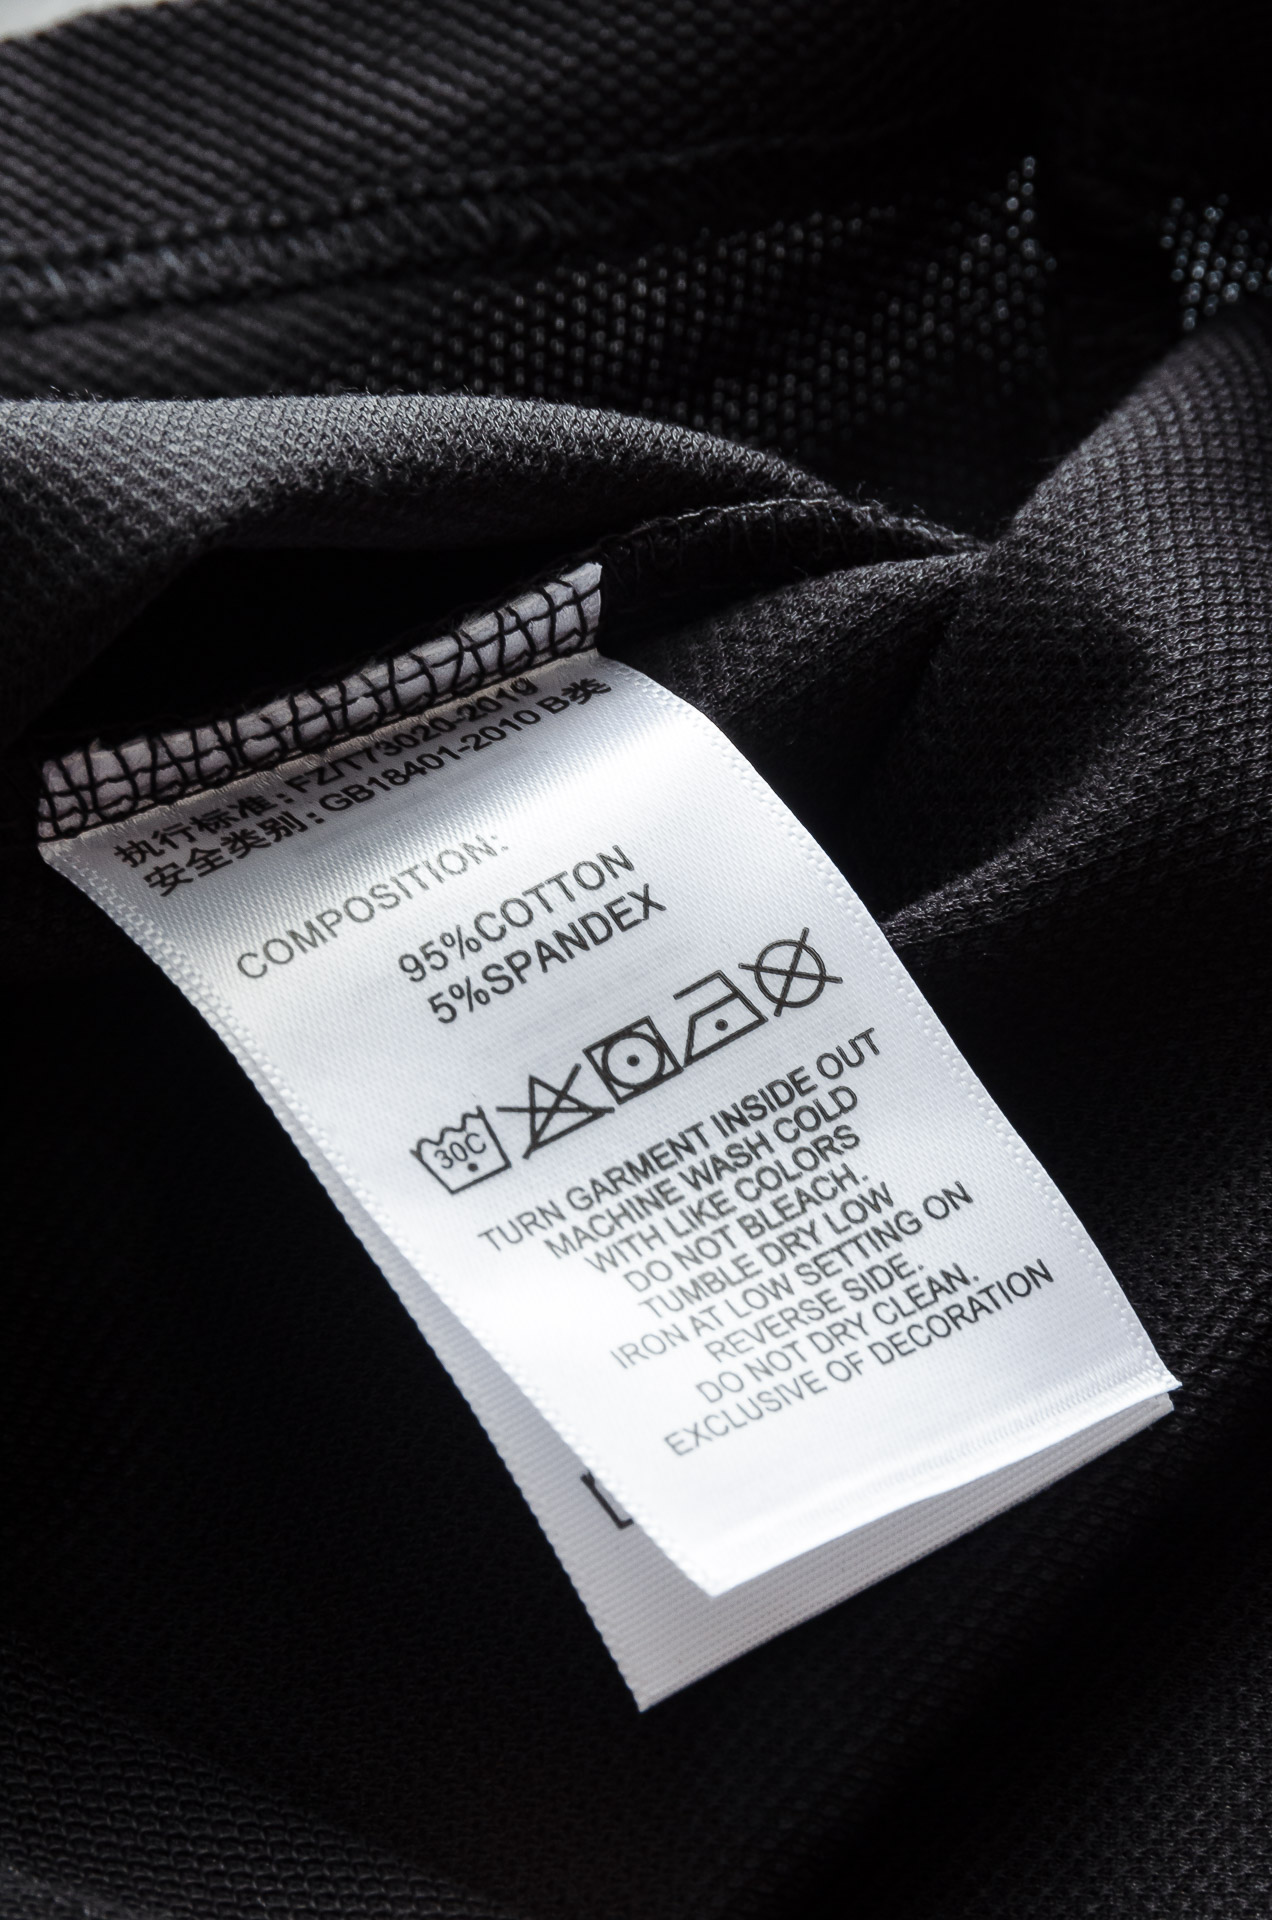 执行标准：FZ/T73020-2019
安全类别：GB18401-2010 B类
COMPOSITION:
95%COTTON
5%SPANDEX
30C
TURN GARMENT INSIDE OUT
MACHINE WASH COLD
WITH LIKE COLORS
DO NOT BLEACH.
TUMBLE DRY LOW
IRON AT LOW SETTING ON
REVERSE SIDE.
DO NOT DRY CLEAN.
EXCLUSIVE OF DECORATION